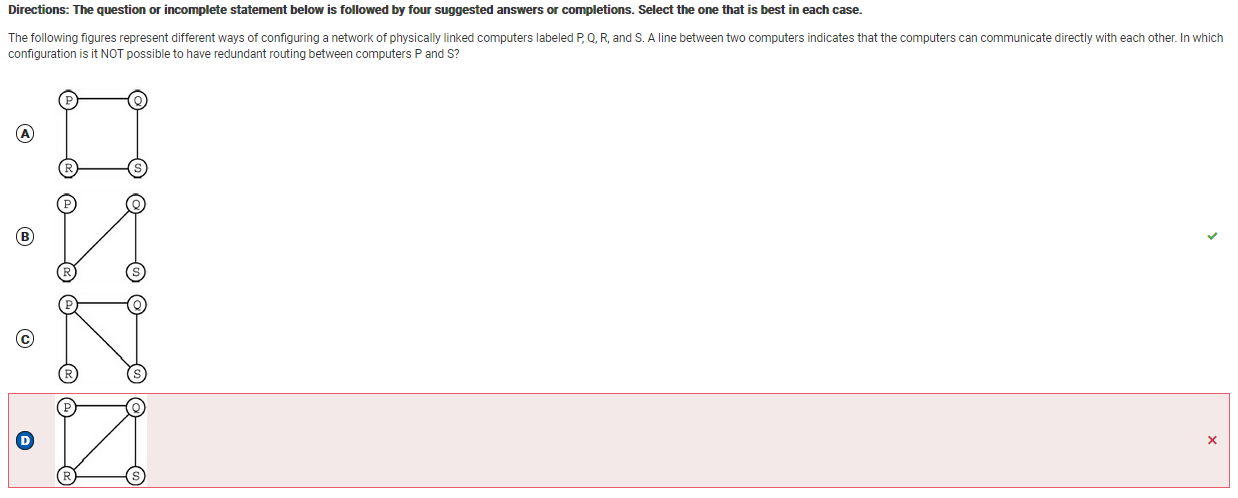 Directions: The question or incomplete statement below is followed by four suggested answers or completions. Select the one that is best in each case.
The following figures represent different ways of configuring a network of physically linked computers labeled P, Q, R, and S. A line between two computers indicates that the computers can communicate directly with each other. In which
configuration is it NOT possible to have redundant routing between computers P and S?
P Q
A
R S
P Q
B
R S
P Q
C
R S
P Q
D
R S